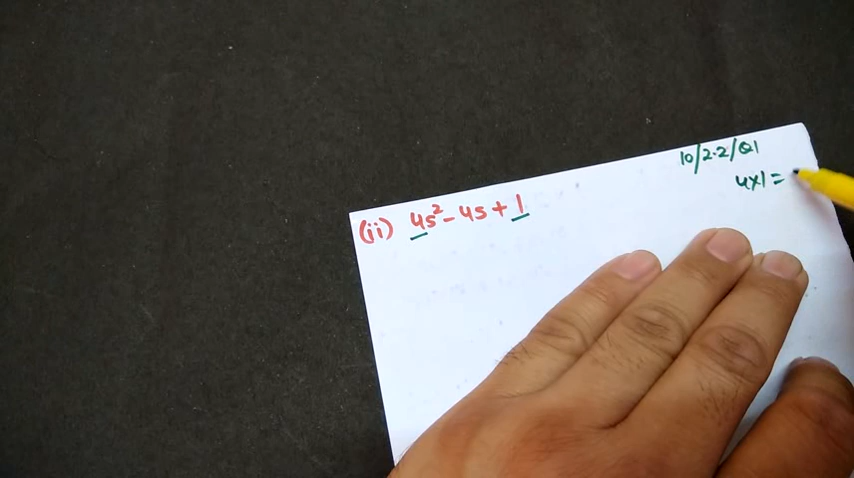 10/2.2/Q1
4x1=
(ii) 4s² - 4s + 1